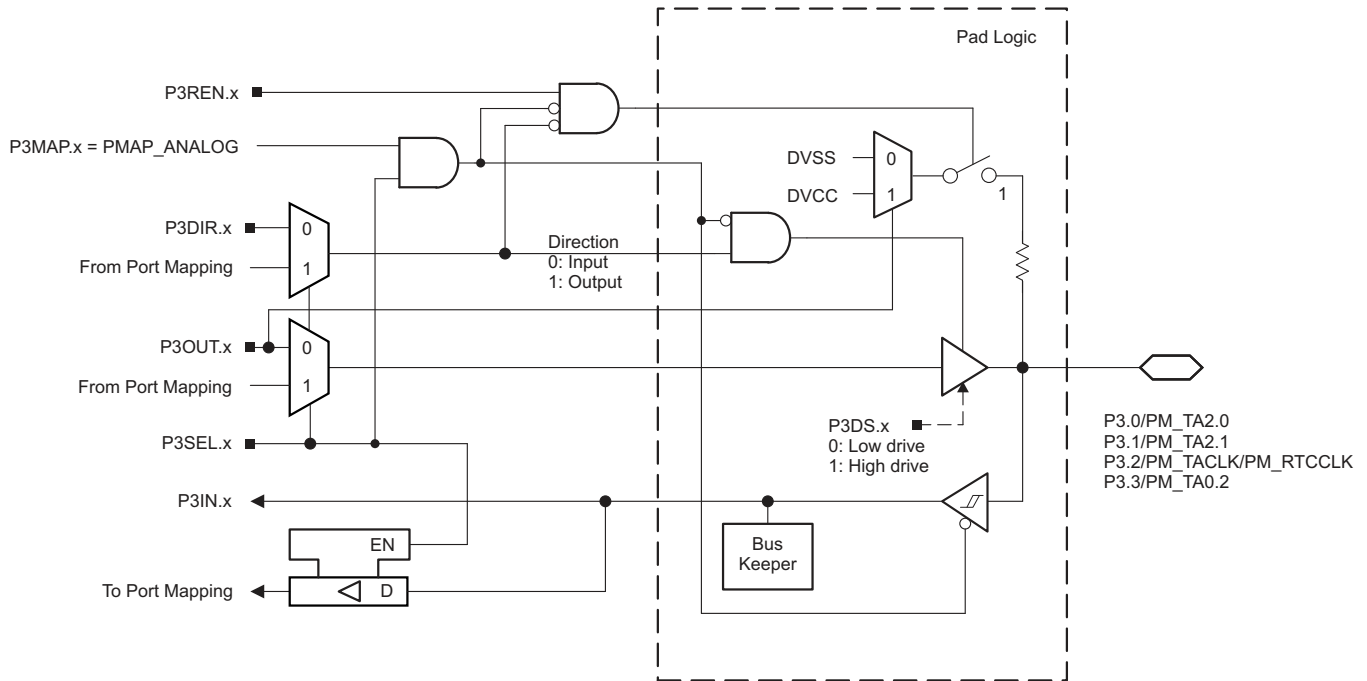 Pad Logic
P3REN.x
P3MAP.x = PMAP_ANALOG
DVSS
0
DVCC
1
1
P3DIR.x
0
Direction
0: Input
1: Output
From Port Mapping
1
P3OUT.x
0
From Port Mapping
1
P3SEL.x
P3DS.x
0: Low drive
1: High drive
P3.0/PM_TA2.0
P3.1/PM_TA2.1
P3.2/PM_TACLK/PM_RTCCLK
P3.3/PM_TA0.2
P3IN.x
EN
Bus
Keeper
To Port Mapping
D